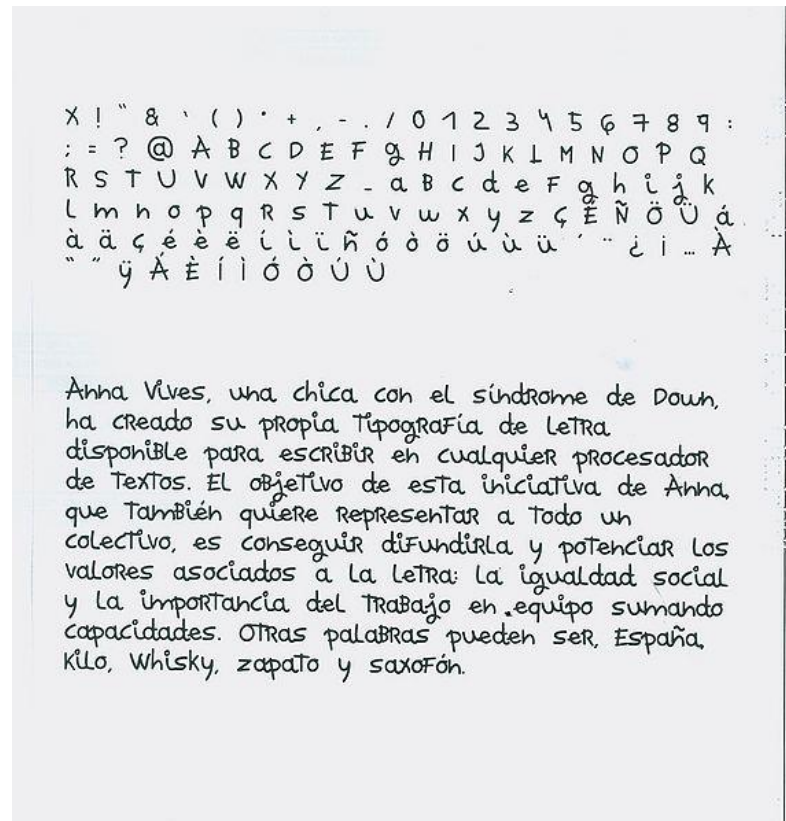 X ! " & ` ( ) · + , - . / 0 1 2 3 4 5 6 7 8 9 :
; = ? @ A B C D E F g H I J K L M N O P Q
R S T U V W X Y Z _ a B c d e F g h i j k
l m n o p q R s T u v w x y z Ç É Ñ Ö Ü á
à ä ç é è ë í ì ï ñ ó ò ö ú ù ü ´ ¨ ¿ ¡ … À
“ ” ÿ Á È Í Ì Ó Ò Ú Ù
Anna Vives, una chica con el síndRome de Down,
ha cReado su pRopia TipogRaFía de LeTRa
disponiBle paRa escRiBiR en cualquieR pRocesadoR
de TexTos. El oBjeTivo de esta iniciaTiva de Anna,
que TamBién quieRe RepResentaR a Todo un
colecTivo, es conseguiR diFundiRla y poTenciaR los
valoRes asociados a la LeTRa: la igualdad social
y la impoRTancia del TRaBajo en equipo sumando
capacidades. OTRas palaBRas pueden seR, España,
Kilo, Whisky, zapaTo y saxoFón.